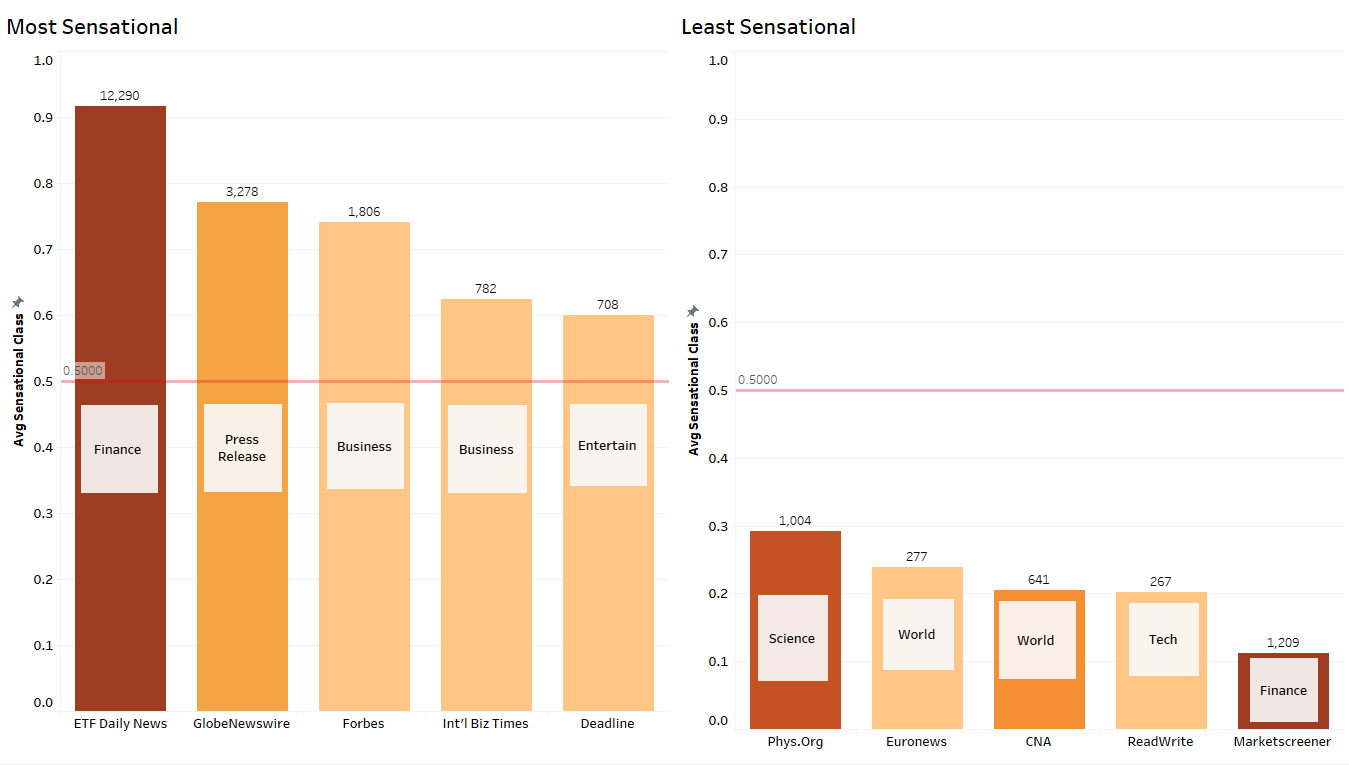 Most Sensational
1.0
0.9
0.8
0.7
0.6
0.5
0.4
0.3
0.2
0.1
0.0
Avg Sensational Class
12,290
3,278
1,806
782
708
0.5000
Finance
Press
Release
Business
Business
Entertain
ETF Daily News
GlobeNewswire
Forbes
Int'l Biz Times
Deadline
Least Sensational
1.0
0.9
0.8
0.7
0.6
0.5
0.4
0.3
0.2
0.1
0.0
Avg Sensational Class
0.5000
1,004
277
641
267
1,209
Science
World
World
Tech
Finance
Phys.Org
Euronews
CNA
ReadWrite
Marketscreener